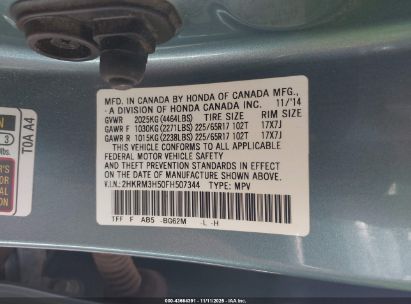 MFD. IN CANADA BY HONDA OF CANADA MFG.,
- A DIVISION OF HONDA CANADA INC. 11/'14
GVWR 2025KG (4464LBS) TIRE SIZE RIM SIZE
GAWR F 1030KG (2271LBS) 225/65R17 102T 17X7J
GAWR R 1015KG (2238LBS) 225/65R17 102T 17X7J
THIS VEHICLE CONFORMS TO ALL APPLICABLE
FEDERAL MOTOR VEHICLE SAFETY, BUMPER,
AND THEFT PREVENTION STANDARDS IN EFFECT
ON THE DATE OF MANUFACTURE SHOWN ABOVE.
V.I.N.: 2HKRM3H50FH507344 TYPE: MPV
TFF F AB5 -BG62M -L -H
3
T0A A4